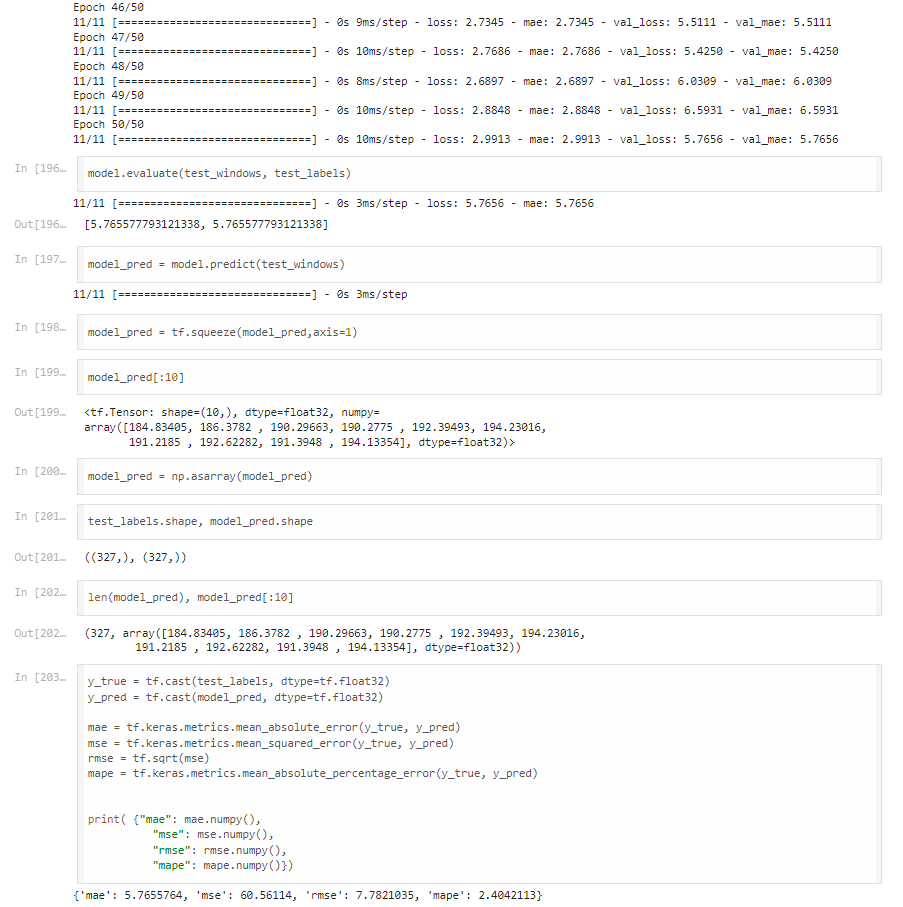 Epoch 46/50
11/11 [==============================] - 0s 9ms/step - loss: 2.7345 - mae: 2.7345 - val_loss: 5.5111 - val_mae: 5.5111
Epoch 47/50
11/11 [==============================] - 0s 10ms/step - loss: 2.7686 - mae: 2.7686 - val_loss: 5.4250 - val_mae: 5.4250
Epoch 48/50
11/11 [==============================] - 0s 8ms/step - loss: 2.6897 - mae: 2.6897 - val_loss: 6.0309 - val_mae: 6.0309
Epoch 49/50
11/11 [==============================] - 0s 10ms/step - loss: 2.8848 - mae: 2.8848 - val_loss: 6.5931 - val_mae: 6.5931
Epoch 50/50
11/11 [==============================] - 0s 10ms/step - loss: 2.9913 - mae: 2.9913 - val_loss: 5.7656 - val_mae: 5.7656
In [196… model.evaluate(test_windows, test_labels)
11/11 [==============================] - 0s 3ms/step - loss: 5.7656 - mae: 5.7656
Out[196… [5.765577793121338, 5.765577793121338]
In [197… model_pred = model.predict(test_windows)
11/11 [==============================] - 0s 3ms/step
In [198… model_pred = tf.squeeze(model_pred,axis=1)
In [199… model_pred[:10]
Out[199… <tf.Tensor: shape=(10,), dtype=float32, numpy=
array([184.83405, 186.3782 , 190.29663, 190.2775 , 192.39493, 194.23016,
191.2185 , 192.62282, 191.3948 , 194.13354], dtype=float32)>
In [200… model_pred = np.asarray(model_pred)
In [201… test_labels.shape, model_pred.shape
Out[201… ((327,), (327,))
In [202… len(model_pred), model_pred[:10]
Out[202… (327, array([184.83405, 186.3782 , 190.29663, 190.2775 , 192.39493, 194.23016,
191.2185 , 192.62282, 191.3948 , 194.13354], dtype=float32))
In [203… y_true = tf.cast(test_labels, dtype=tf.float32)
y_pred = tf.cast(model_pred, dtype=tf.float32)
mae = tf.keras.metrics.mean_absolute_error(y_true, y_pred)
mse = tf.keras.metrics.mean_squared_error(y_true, y_pred)
rmse = tf.sqrt(mse)
mape = tf.keras.metrics.mean_absolute_percentage_error(y_true, y_pred)
print( {"mae": mae.numpy(),
"mse": mse.numpy(),
"rmse": rmse.numpy(),
"mape": mape.numpy()})
{'mae': 5.7655764, 'mse': 60.56114, 'rmse': 7.7821035, 'mape': 2.4042113}